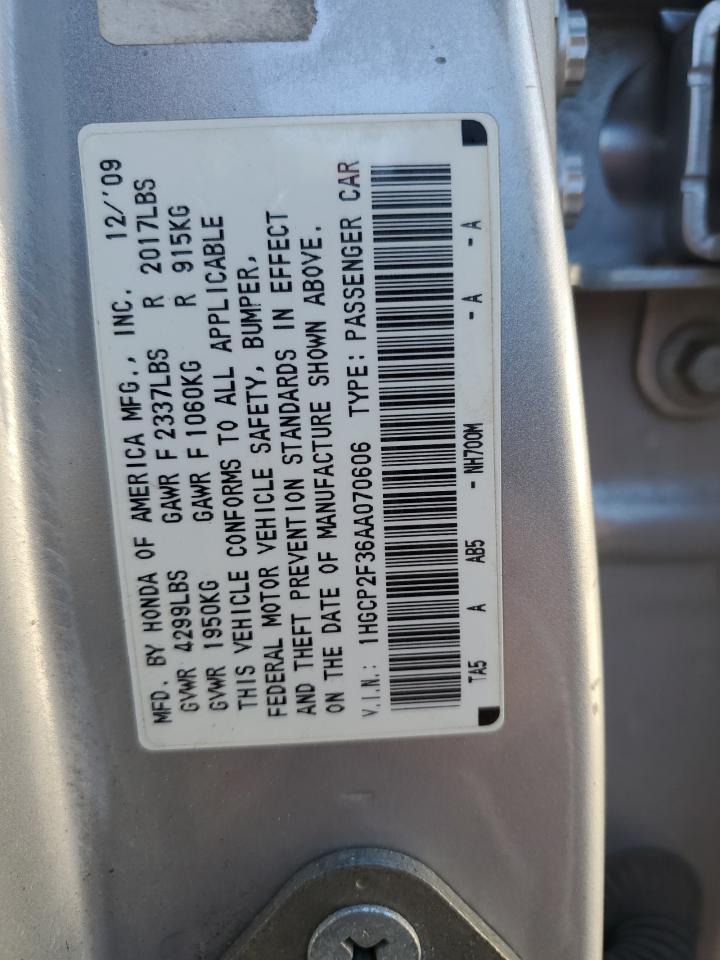 MFD. BY HONDA OF AMERICA MFG., INC. 12/'09
GVWR 4299LBS GAWR F 2337LBS R 2017LBS
GVWR 1950KG GAWR F 1060KG R 915KG
THIS VEHICLE CONFORMS TO ALL APPLICABLE
FEDERAL MOTOR VEHICLE SAFETY, BUMPER,
AND THEFT PREVENTION STANDARDS IN EFFECT
ON THE DATE OF MANUFACTURE SHOWN ABOVE.
V.I.N.: 1HGCP2F36AA070606 TYPE: PASSENGER CAR
TA5 A AB5 - NH700M - A - A